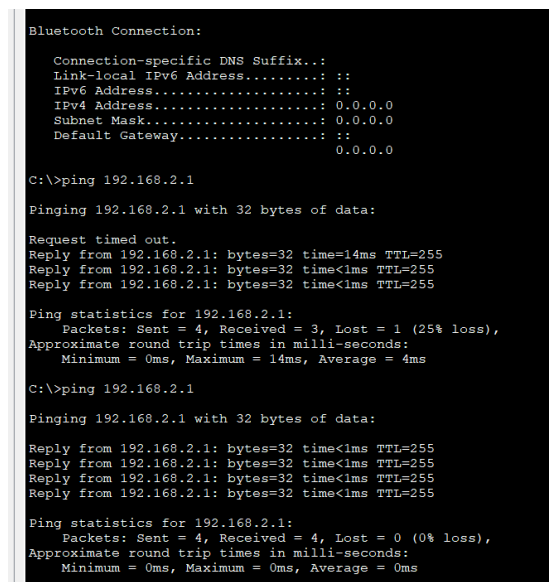 Bluetooth Connection:
Connection-specific DNS Suffix..:
Link-local IPv6 Address.........: ::
IPv6 Address....................: ::
IPv4 Address....................: 0.0.0.0
Subnet Mask.....................: 0.0.0.0
Default Gateway.................: ::
0.0.0.0
C:\>ping 192.168.2.1
Pinging 192.168.2.1 with 32 bytes of data:
Request timed out.
Reply from 192.168.2.1: bytes=32 time=14ms TTL=255
Reply from 192.168.2.1: bytes=32 time<1ms TTL=255
Reply from 192.168.2.1: bytes=32 time<1ms TTL=255
Ping statistics for 192.168.2.1:
Packets: Sent = 4, Received = 3, Lost = 1 (25% loss),
Approximate round trip times in milli-seconds:
Minimum = 0ms, Maximum = 14ms, Average = 4ms
C:\>ping 192.168.2.1
Pinging 192.168.2.1 with 32 bytes of data:
Reply from 192.168.2.1: bytes=32 time<1ms TTL=255
Reply from 192.168.2.1: bytes=32 time<1ms TTL=255
Reply from 192.168.2.1: bytes=32 time<1ms TTL=255
Reply from 192.168.2.1: bytes=32 time<1ms TTL=255
Ping statistics for 192.168.2.1:
Packets: Sent = 4, Received = 4, Lost = 0 (0% loss),
Approximate round trip times in milli-seconds:
Minimum = 0ms, Maximum = 0ms, Average = 0ms